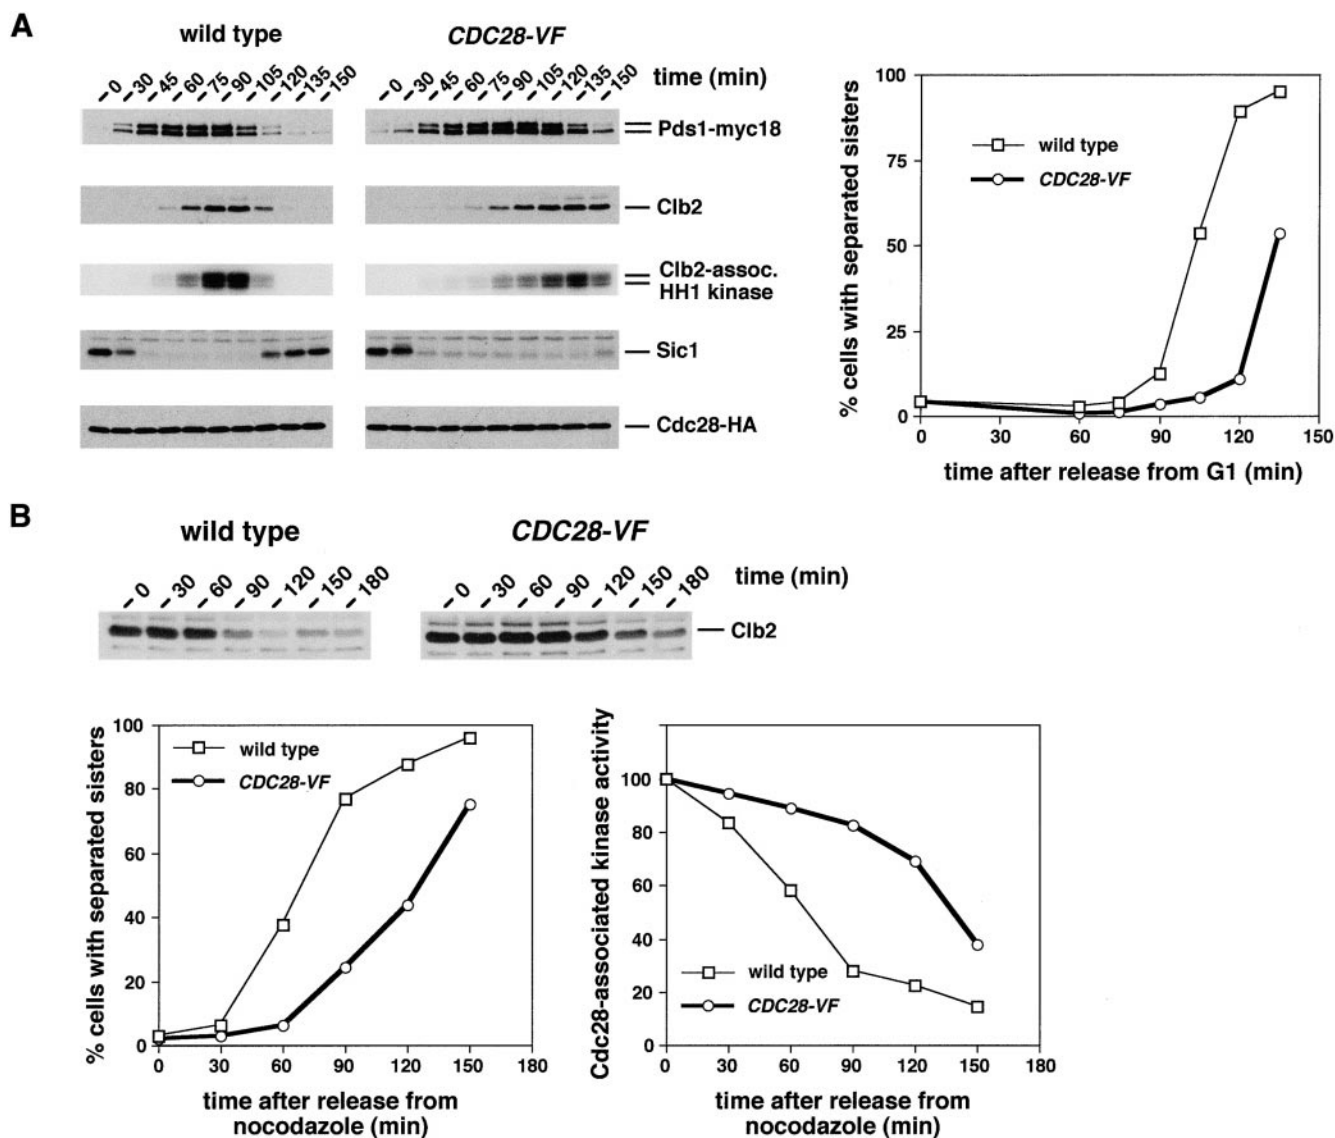 A
wild type
CDC28-VF
0 30 45 60 75 90 105 120 135 150
0 30 45 60 75 90 105 120 135 150
time (min)
Pds1-myc18
Clb2
Clb2-assoc.
HH1 kinase
Sic1
Cdc28-HA
% cells with separated sisters
100
75
50
25
0
wild type
CDC28-VF
0 30 60 90 120 150
time after release from G1 (min)
B
wild type
CDC28-VF
0 30 60 90 120 150 180
0 30 60 90 120 150 180
time (min)
Clb2
% cells with separated sisters
100
80
60
40
20
0
wild type
CDC28-VF
0 30 60 90 120 150 180
time after release from
nocodazole (min)
Cdc28-associated kinase activity
100
80
60
40
20
0
wild type
CDC28-VF
0 30 60 90 120 150 180
time after release from
nocodazole (min)